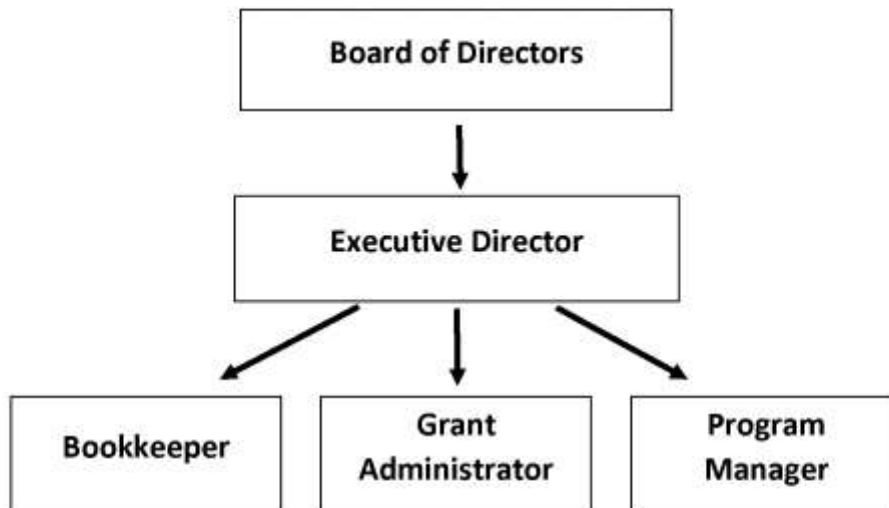 Board of Directors
Executive Director
Bookkeeper
Grant
Administrator
Program
Manager